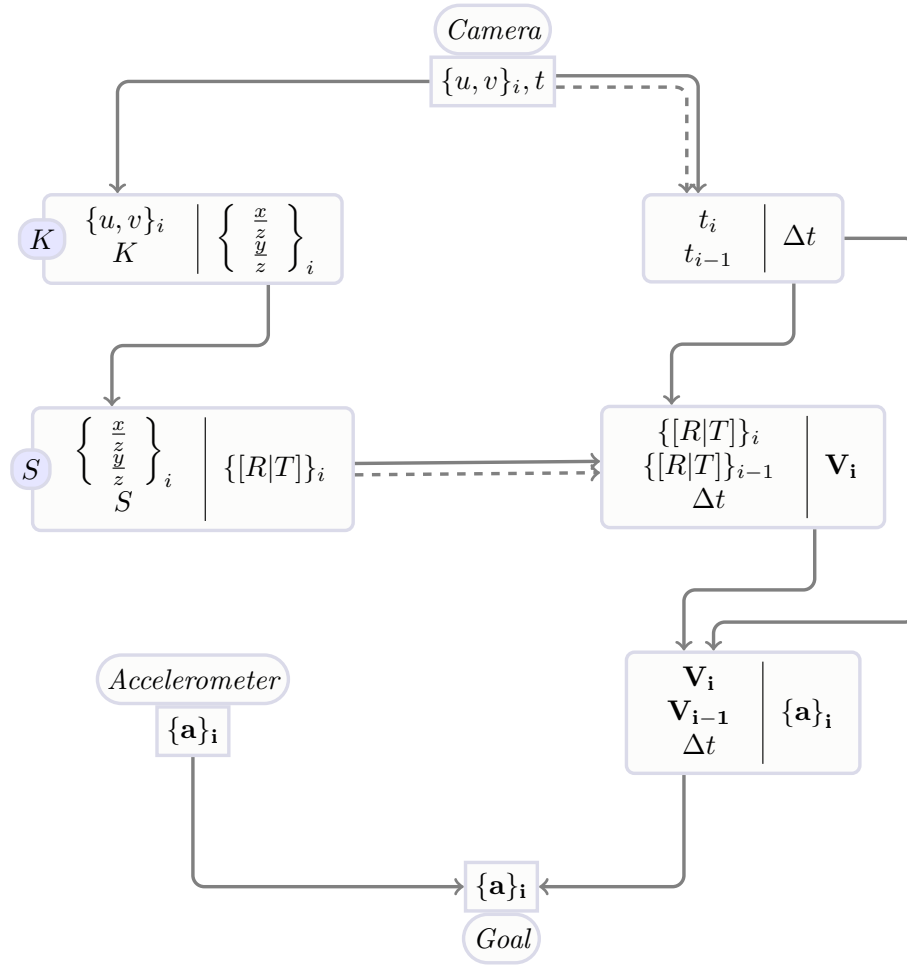 Camera
{u, v}_i, t
K
{u, v}_i
K
{ x/z y/z }_i
t_i
t_{i−1}
Δt
S
{ x/z y/z }_i
S
{[R|T]}_i
{[R|T]}_i
{[R|T]}_{i−1}
Δt
V_i
Accelerometer
{a}_i
V_i
V_{i−1}
Δt
{a}_i
{a}_i
Goal